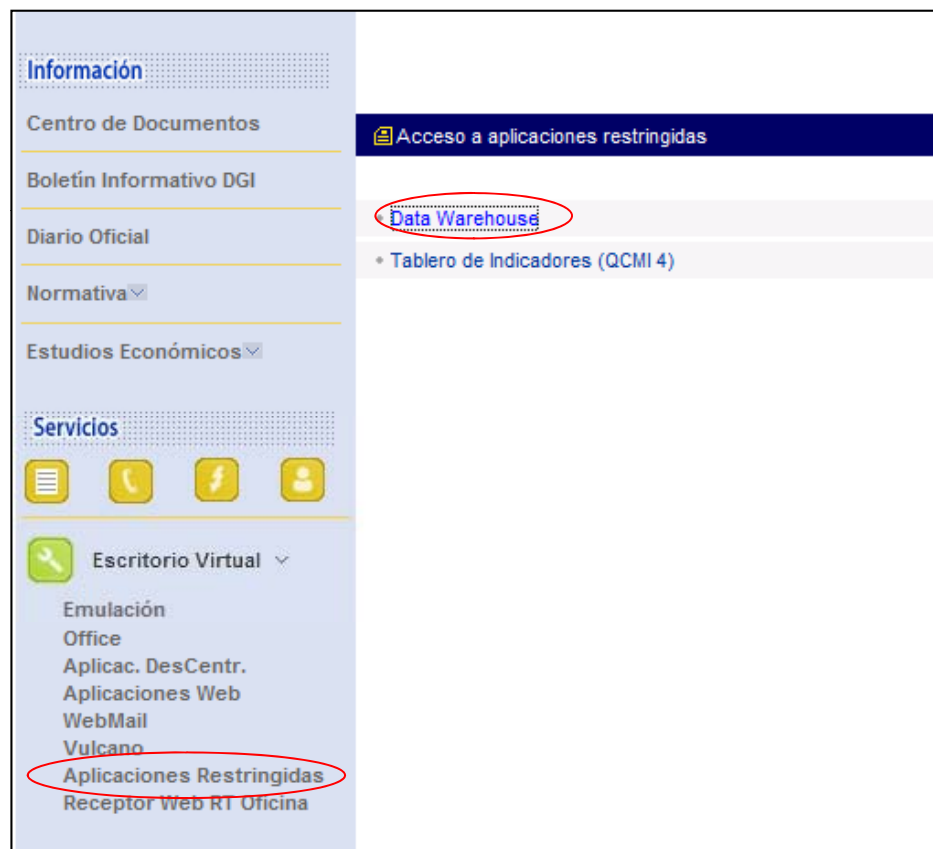 Información
Centro de Documentos
Boletín Informativo DGI
Diario Oficial
Normativa
Estudios Económicos
Servicios
Escritorio Virtual
Emulación
Office
Aplicac. DesCentr.
Aplicaciones Web
WebMail
Vulcano
Aplicaciones Restringidas
Receptor Web RT Oficina
Acceso a aplicaciones restringidas
Data Warehouse
Tablero de Indicadores (QCMI 4)